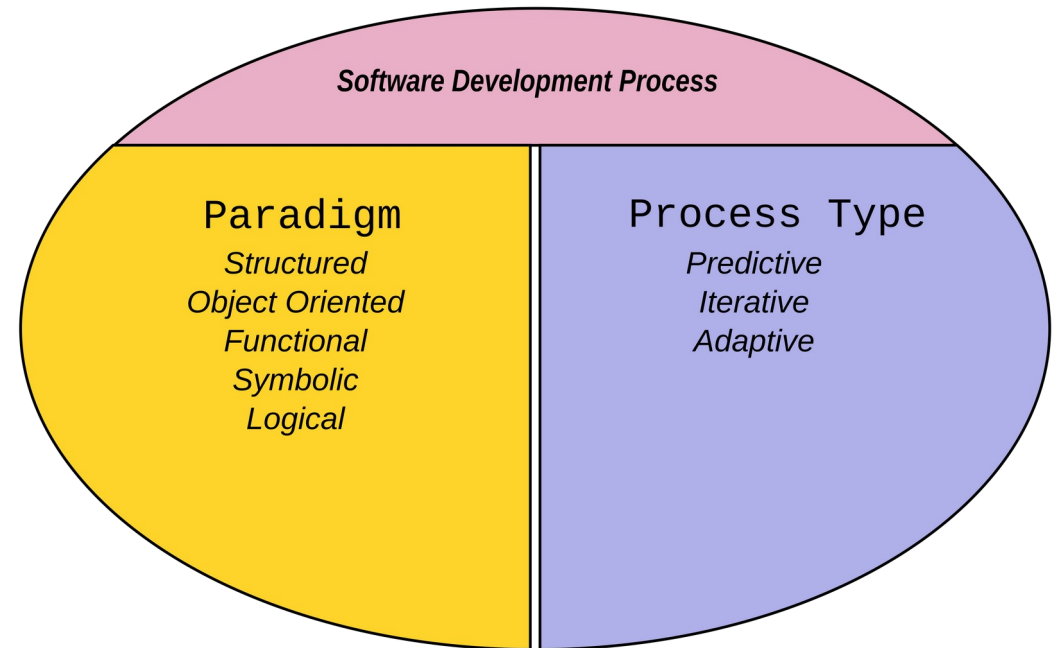 Software Development Process
Paradigm
Structured
Object Oriented
Functional
Symbolic
Logical
Process Type
Predictive
Iterative
Adaptive